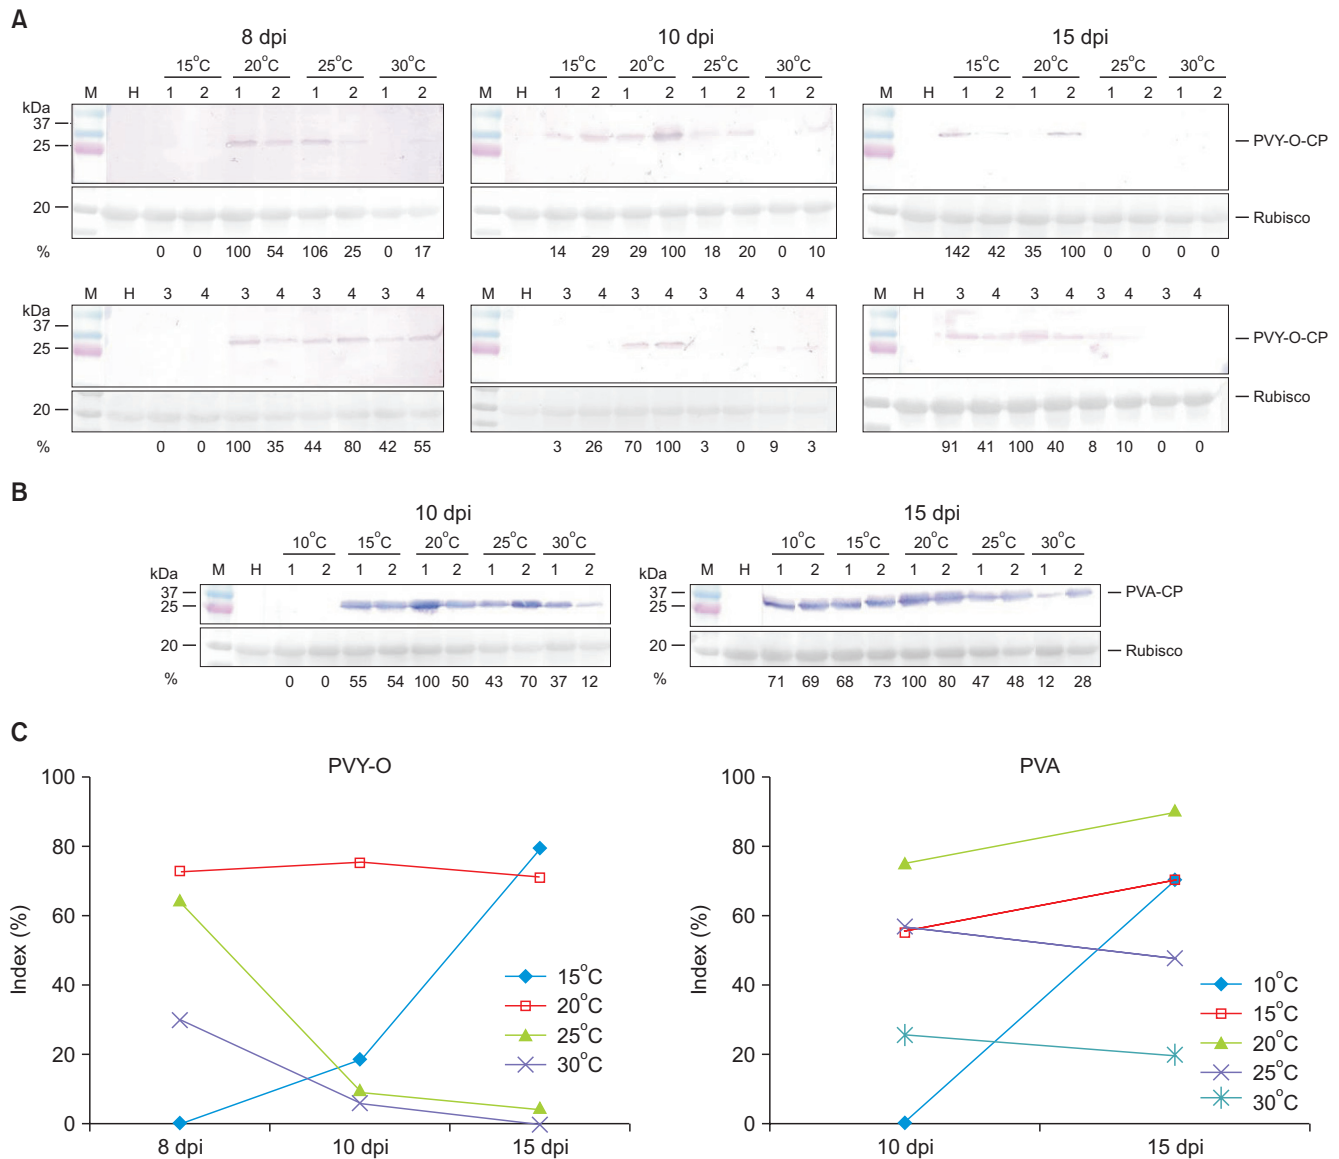 A
8 dpi 10 dpi 15 dpi
15°C 20°C 25°C 30°C 15°C 20°C 25°C 30°C 15°C 20°C 25°C 30°C
M H 1 2 1 2 1 2 1 2 M H 1 2 1 2 1 2 1 2 M H 1 2 1 2 1 2 1 2
kDa
37
25
PVY-O-CP
20
Rubisco
% 0 0 100 54 106 25 0 17 14 29 29 100 18 20 0 10 142 42 35 100 0 0 0 0
M H 3 4 3 4 3 4 3 4 M H 3 4 3 4 3 4 3 4 M H 3 4 3 4 3 4 3 4
kDa
37
25
PVY-O-CP
20
Rubisco
% 0 0 100 35 44 80 42 55 3 26 70 100 3 0 9 3 91 41 100 40 8 10 0 0
B
10 dpi 15 dpi
10°C 15°C 20°C 25°C 30°C 10°C 15°C 20°C 25°C 30°C
M H 1 2 1 2 1 2 1 2 1 2 M H 1 2 1 2 1 2 1 2 1 2
kDa kDa
37 37
25 25
PVA-CP
20 20
Rubisco
% 0 0 55 54 100 50 43 70 37 12 % 71 69 68 73 100 80 47 48 12 28
C
PVY-O
100
80
60
40
20
0
Index (%)
15°C
20°C
25°C
30°C
8 dpi 10 dpi 15 dpi
PVA
100
80
60
40
20
0
Index (%)
10°C
15°C
20°C
25°C
30°C
10 dpi 15 dpi